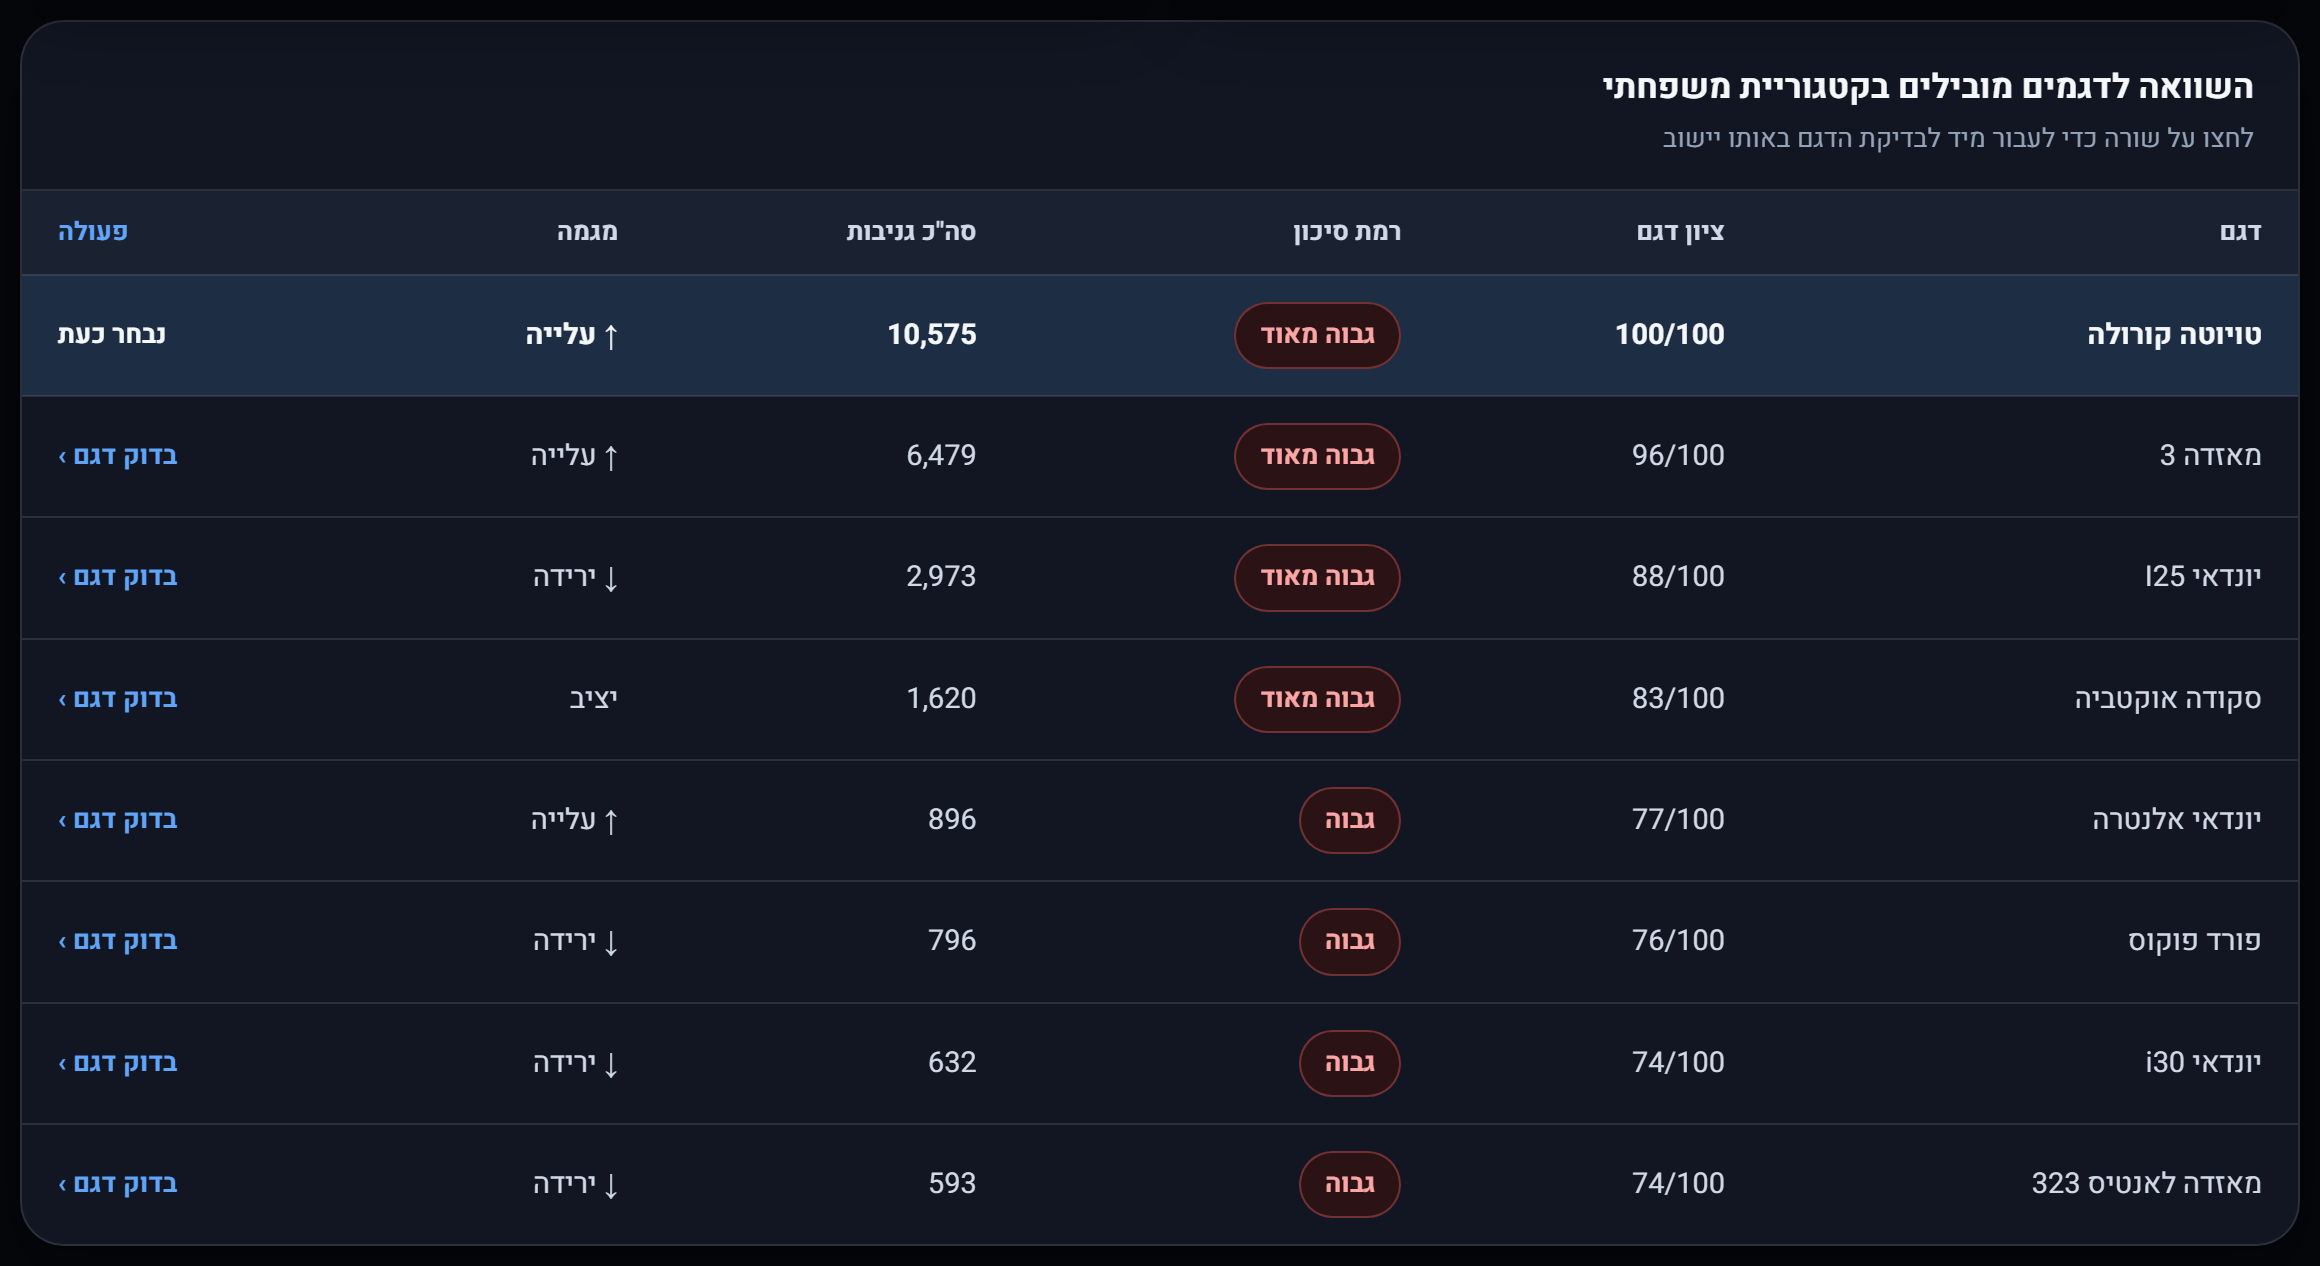 השוואה לדגמים מובילים בקטגוריית משפחתי
לחצו על שורה כדי לעבור מיד לבדיקת הדגם באותו יישוב
דגם ציון דגם רמת סיכון סה"כ גניבות מגמה פעולה
טויוטה קורולה 100/100 גבוה מאוד 10,575 ↑ עלייה נבחר כעת
מאזדה 3 96/100 גבוה מאוד 6,479 ↑ עלייה בדוק דגם ›
יונדאי I25 88/100 גבוה מאוד 2,973 ↓ ירידה בדוק דגם ›
סקודה אוקטביה 83/100 גבוה מאוד 1,620 יציב בדוק דגם ›
יונדאי אלנטרה 77/100 גבוה 896 ↑ עלייה בדוק דגם ›
פורד פוקוס 76/100 גבוה 796 ↓ ירידה בדוק דגם ›
יונדאי i30 74/100 גבוה 632 ↓ ירידה בדוק דגם ›
מאזדה לאנטיס 323 74/100 גבוה 593 ↓ ירידה בדוק דגם ›